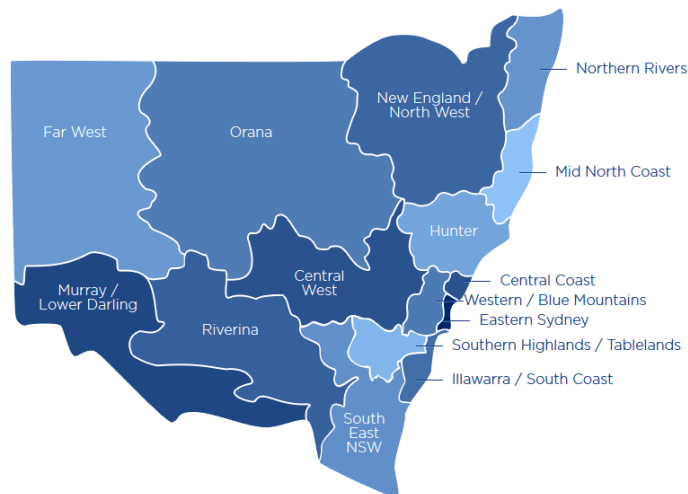 Northern Rivers
New England /
North West
Far West
Orana
Mid North Coast
Hunter
Central
West
Central Coast
Murray /
Lower Darling
Western / Blue Mountains
Eastern Sydney
Riverina
Southern Highlands / Tablelands
Illawarra / South Coast
South
East
NSW